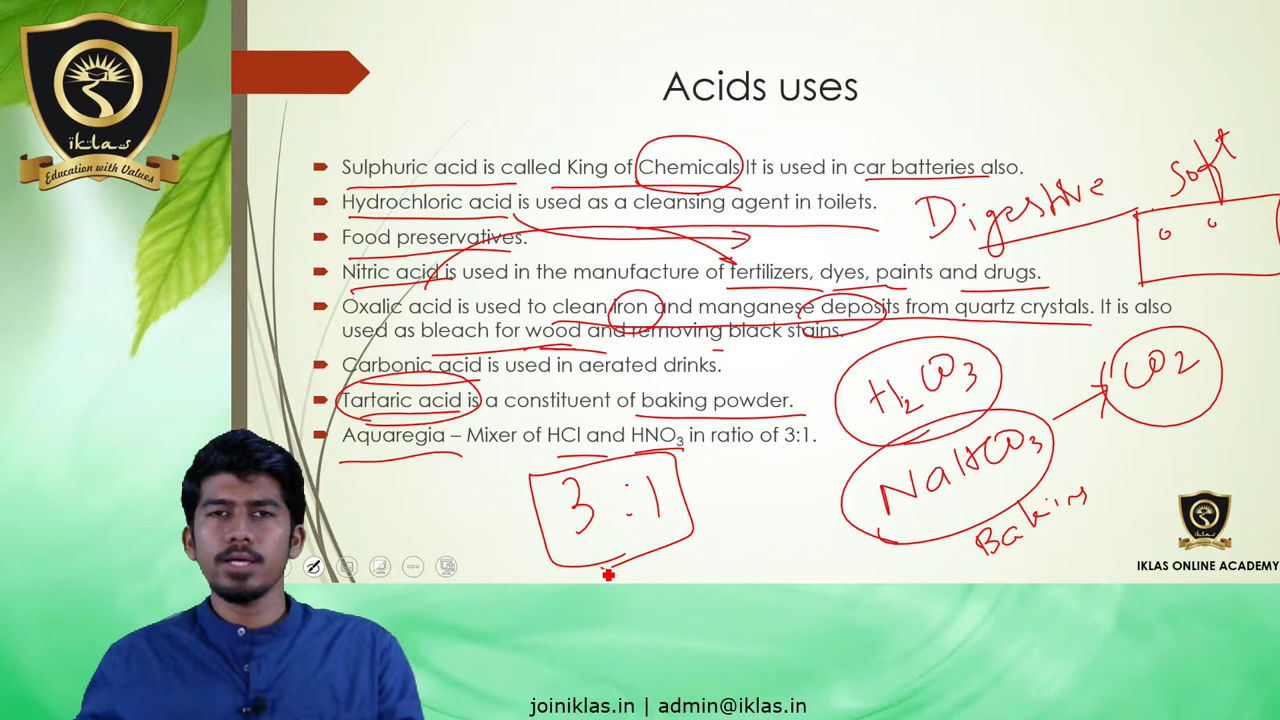 iklas
Education with Values
Acids uses
Sulphuric acid is called King of Chemicals It is used in car batteries also.
Hydrochloric acid is used as a cleansing agent in toilets.
Food preservatives.
Nitric acid is used in the manufacture of fertilizers, dyes, paints and drugs.
Oxalic acid is used to clean iron and manganese deposits from quartz crystals. It is also
used as bleach for wood and removing black stains.
Carbonic acid is used in aerated drinks.
Tartaric acid is a constituent of baking powder.
Aquaregia – Mixer of HCl and HNO₃ in ratio of 3:1.
Digestive
Soft
H₂CO₃
CO₂
NaHCO₃
Baking
3 : 1
IKLAS ONLINE ACADEMY
joiniklas.in | admin@iklas.in